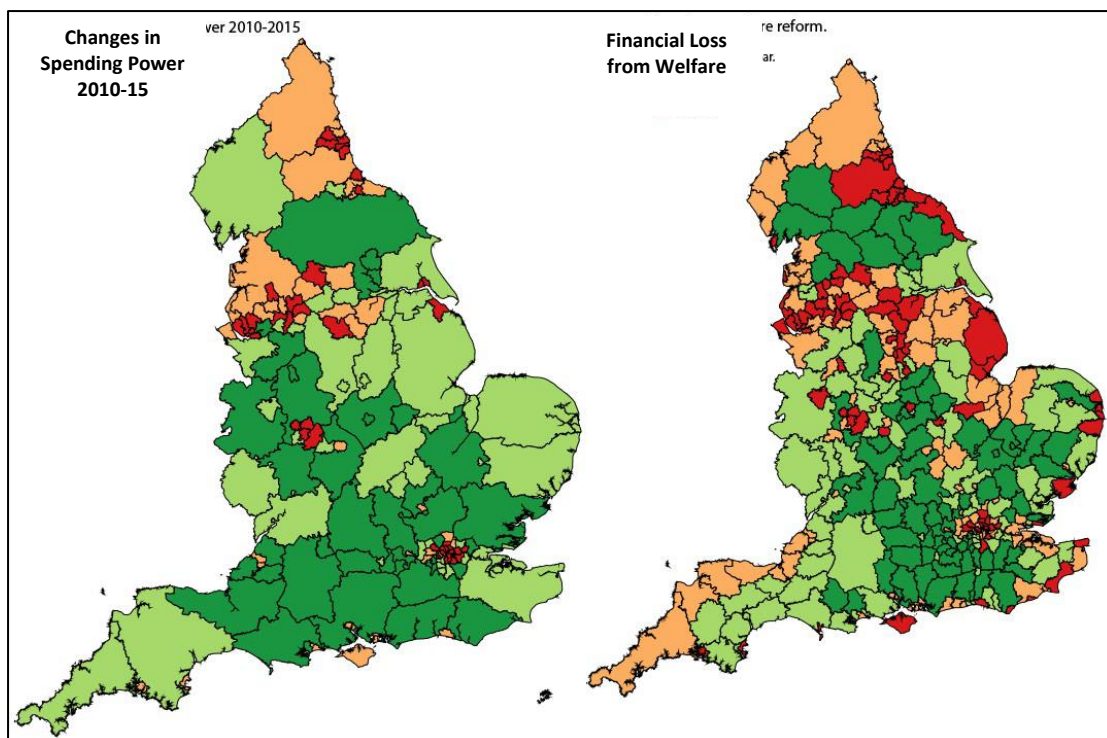 Changes in
Spending Power
2010-15
ver 2010-2015
Financial Loss
from Welfare
re reform.
ar.